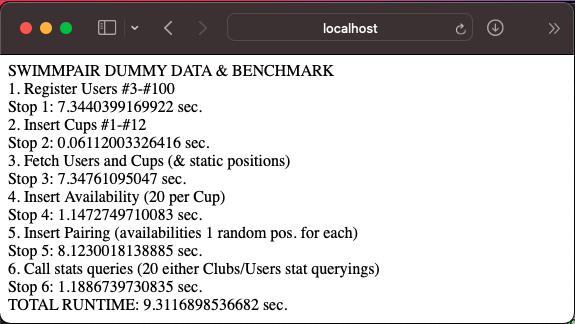 localhost
SWIMMPAIR DUMMY DATA & BENCHMARK
1. Register Users #3-#100
Stop 1: 7.3440399169922 sec.
2. Insert Cups #1-#12
Stop 2: 0.06112003326416 sec.
3. Fetch Users and Cups (& static positions)
Stop 3: 7.34761095047 sec.
4. Insert Availability (20 per Cup)
Stop 4: 1.1472749710083 sec.
5. Insert Pairing (availabilities 1 random pos. for each)
Stop 5: 8.1230018138885 sec.
6. Call stats queries (20 either Clubs/Users stat queryings)
Stop 6: 1.1886739730835 sec.
TOTAL RUNTIME: 9.3116898536682 sec.